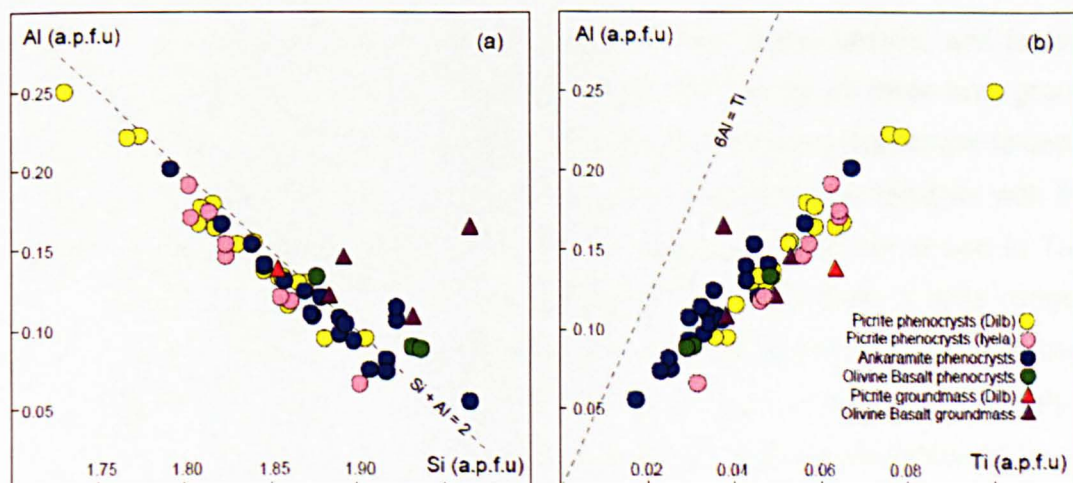 Al (a.p.f.u)
(a)
0.25
0.20
0.15
0.10
0.05
Si + Al = 2
1.75
1.80
1.85
1.90
Si (a.p.f.u)
Al (a.p.f.u)
(b)
6Al = Ti
0.25
0.20
0.15
0.10
0.05
Picrite phenocrysts (Dilb)
Picrite phenocrysts (Iyela)
Ankaramite phenocrysts
Olivine Basalt phenocrysts
Picrite groundmass (Dilb)
Olivine Basalt groundmass
0.02
0.04
0.06
0.08
Ti (a.p.f.u)